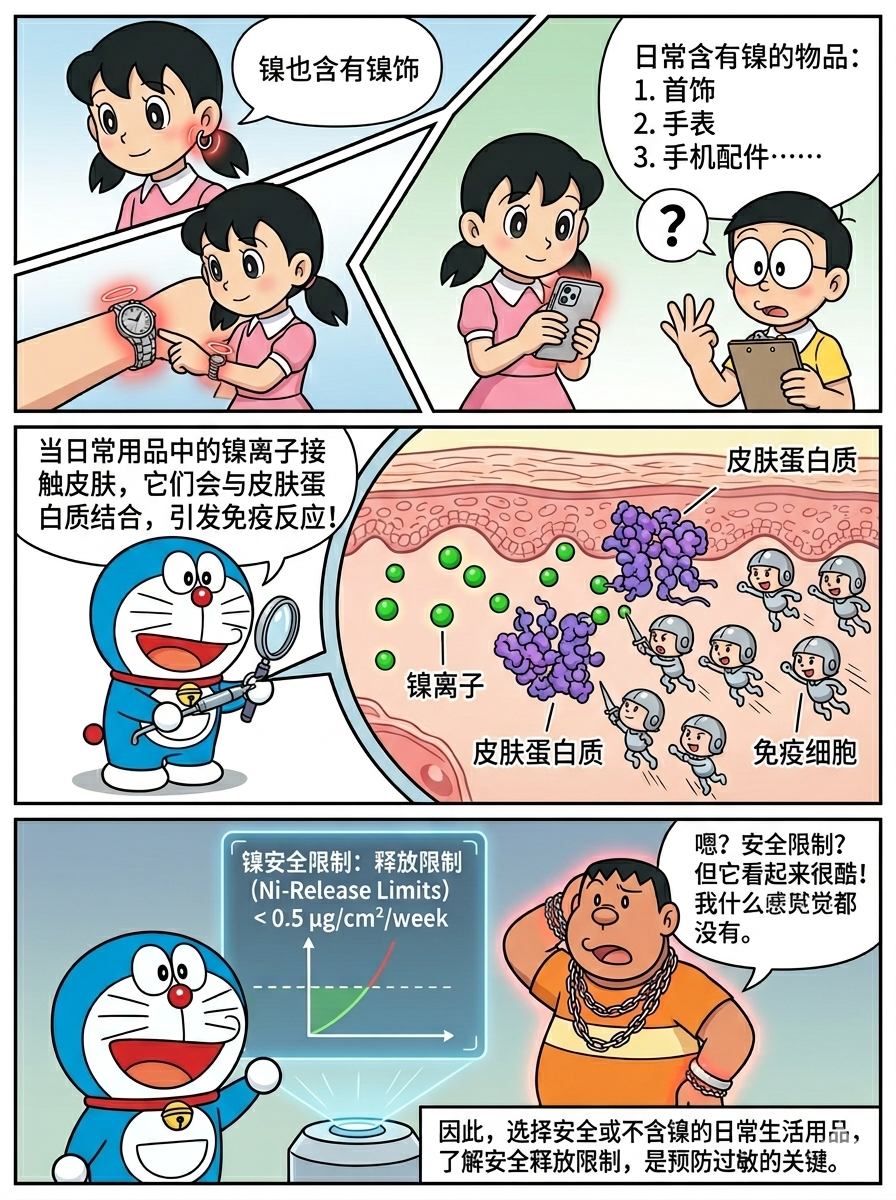 镍也含有镍饰
日常含有镍的物品：
1. 首饰
2. 手表
3. 手机配件……
?
当日常用品中的镍离子接
触皮肤，它们会与皮肤蛋
白质结合，引发免疫反应！
皮肤蛋白质
镍离子
皮肤蛋白质
免疫细胞
镍安全限制：释放限制
(Ni-Release Limits)
< 0.5 µg/cm²/week
嗯？安全限制？
但它看起来很酷！
我什么觉都
没有。
因此，选择安全或不含镍的日常生活用品，
了解安全释放限制，是预防过敏的关键。